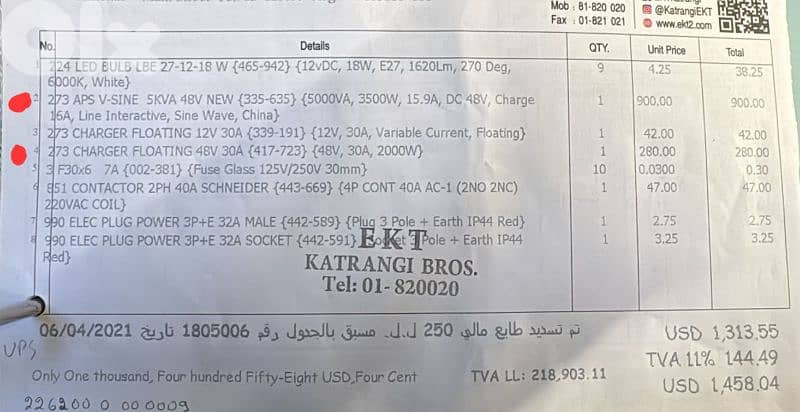 Mob : 81-820 020
Fax : 01-821 021
@KatrangiEKT
www.ekt2.com
OLX
No. Details QTY. Unit Price Total
1 224 LED BULB LBE 27-12-18 W {465-942} {12vDC, 18W, E27, 1620Lm, 270 Deg, 9 4.25 38.25
6000K, White}
2 273 APS V-SINE 5KVA 48V NEW {335-635} {5000VA, 3500W, 15.9A, DC 48V, Charge 1 900.00 900.00
16A, Line Interactive, Sine Wave, China}
3 273 CHARGER FLOATING 12V 30A {339-191} {12V, 30A, Variable Current, Floating} 1 42.00 42.00
4 273 CHARGER FLOATING 48V 30A {417-723} {48V, 30A, 2000W} 1 280.00 280.00
5 3 F30x6 7A {002-381} {Fuse Glass 125V/250V 30mm} 10 0.0300 0.30
6 851 CONTACTOR 2PH 40A SCHNEIDER {443-669} {4P CONT 40A AC-1 (2NO 2NC) 1 47.00 47.00
220VAC COIL}
7 990 ELEC PLUG POWER 3P+E 32A MALE {442-589} {Plug 3 Pole + Earth IP44 Red} 1 2.75 2.75
8 990 ELEC PLUG POWER 3P+E 32A SOCKET {442-591} {Socket 3 Pole + Earth IP44 1 3.25 3.25
Red}
EKT
KATRANGI BROS.
Tel: 01-820020
تم تسديد طابع مالي 250 ل.ل. مسبق بالجدول رقم 1805006 تاريخ 06/04/2021
USD 1,313.55
UPS
TVA 11% 144.49
Only One thousand, Four hundred Fifty-Eight USD,Four Cent TVA LL: 218,903.11
USD 1,458.04
226200 0 000009